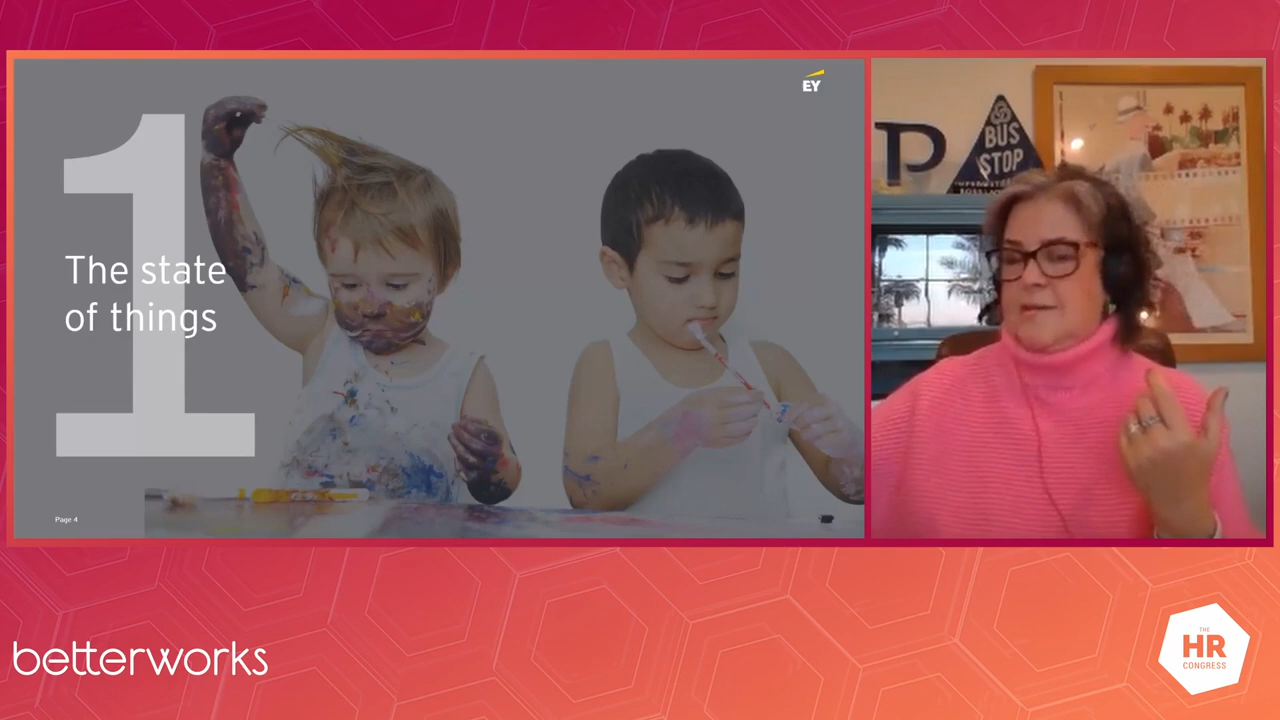 1
EY
The state
of things
Page 4
P
BUS
STOP
betterworks
THE
HR
CONGRESS